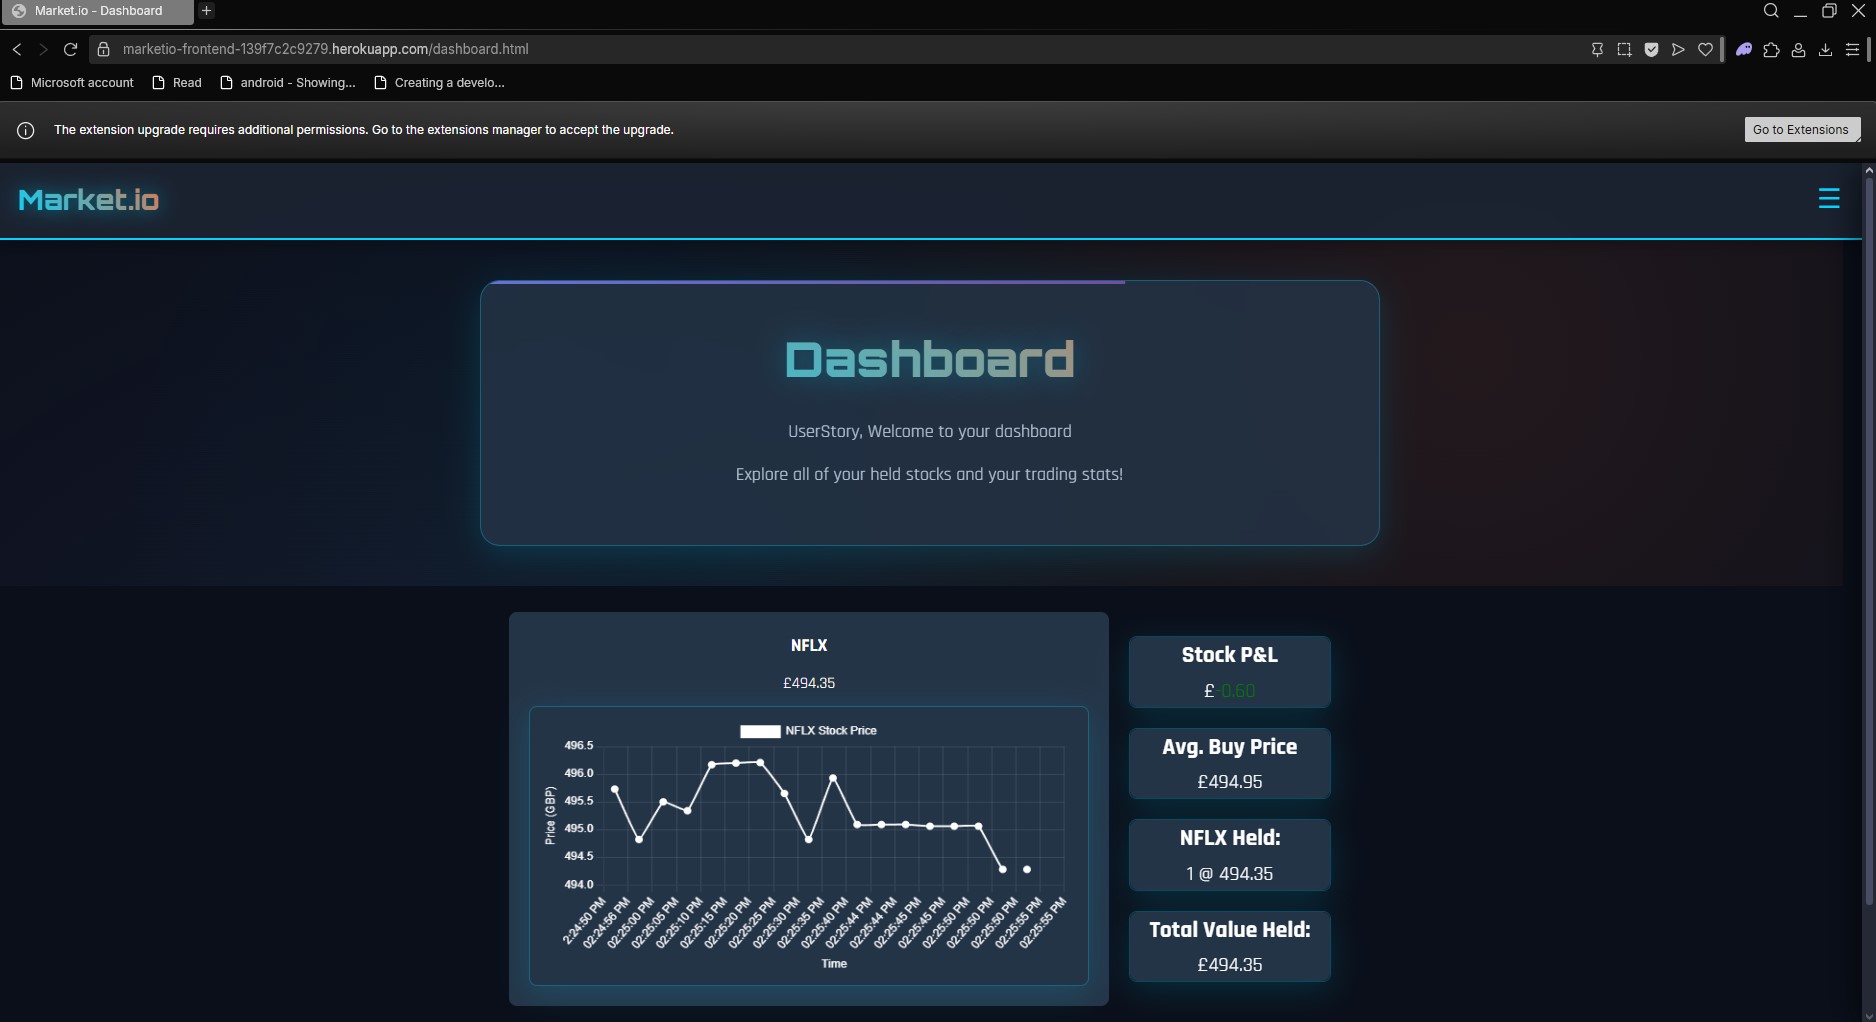 Market.io - Dashboard
marketio-frontend-139f7c2c9279.herokuapp.com/dashboard.html
Microsoft account Read android - Showing... Creating a develo...
The extension upgrade requires additional permissions. Go to the extensions manager to accept the upgrade. Go to Extensions
Market.io
Dashboard
UserStory, Welcome to your dashboard
Explore all of your held stocks and your trading stats!
NFLX
£494.35
NFLX Stock Price
496.5
496.0
495.5
495.0
494.5
494.0
Price (GBP)
2:24:50 PM
02:24:56 PM
02:25:00 PM
02:25:05 PM
02:25:10 PM
02:25:15 PM
02:25:20 PM
02:25:25 PM
02:25:30 PM
02:25:35 PM
02:25:40 PM
02:25:44 PM
02:25:44 PM
02:25:45 PM
02:25:45 PM
02:25:50 PM
02:25:50 PM
02:25:50 PM
02:25:55 PM
02:25:55 PM
Time
Stock P&L
£-0.60
Avg. Buy Price
£494.95
NFLX Held:
1 @ 494.35
Total Value Held:
£494.35